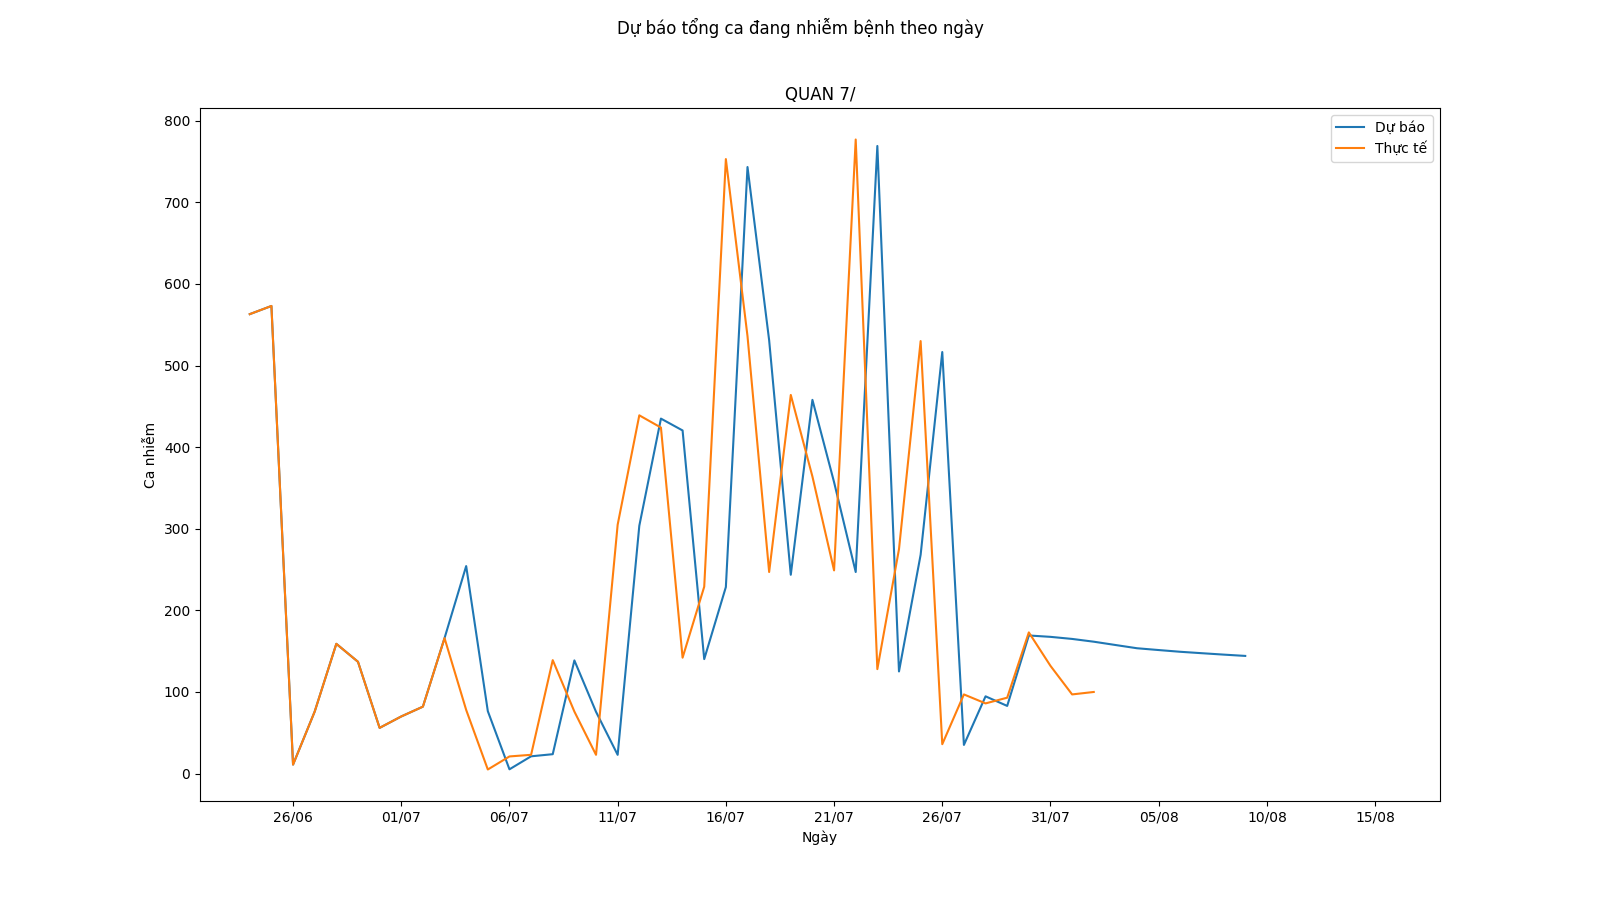 Dự báo tổng ca đang nhiễm bệnh theo ngày
QUAN 7/
Dự báo
Thực tế
Ca nhiễm
800
700
600
500
400
300
200
100
0
26/06 01/07 06/07 11/07 16/07 21/07 26/07 31/07 05/08 10/08 15/08
Ngày